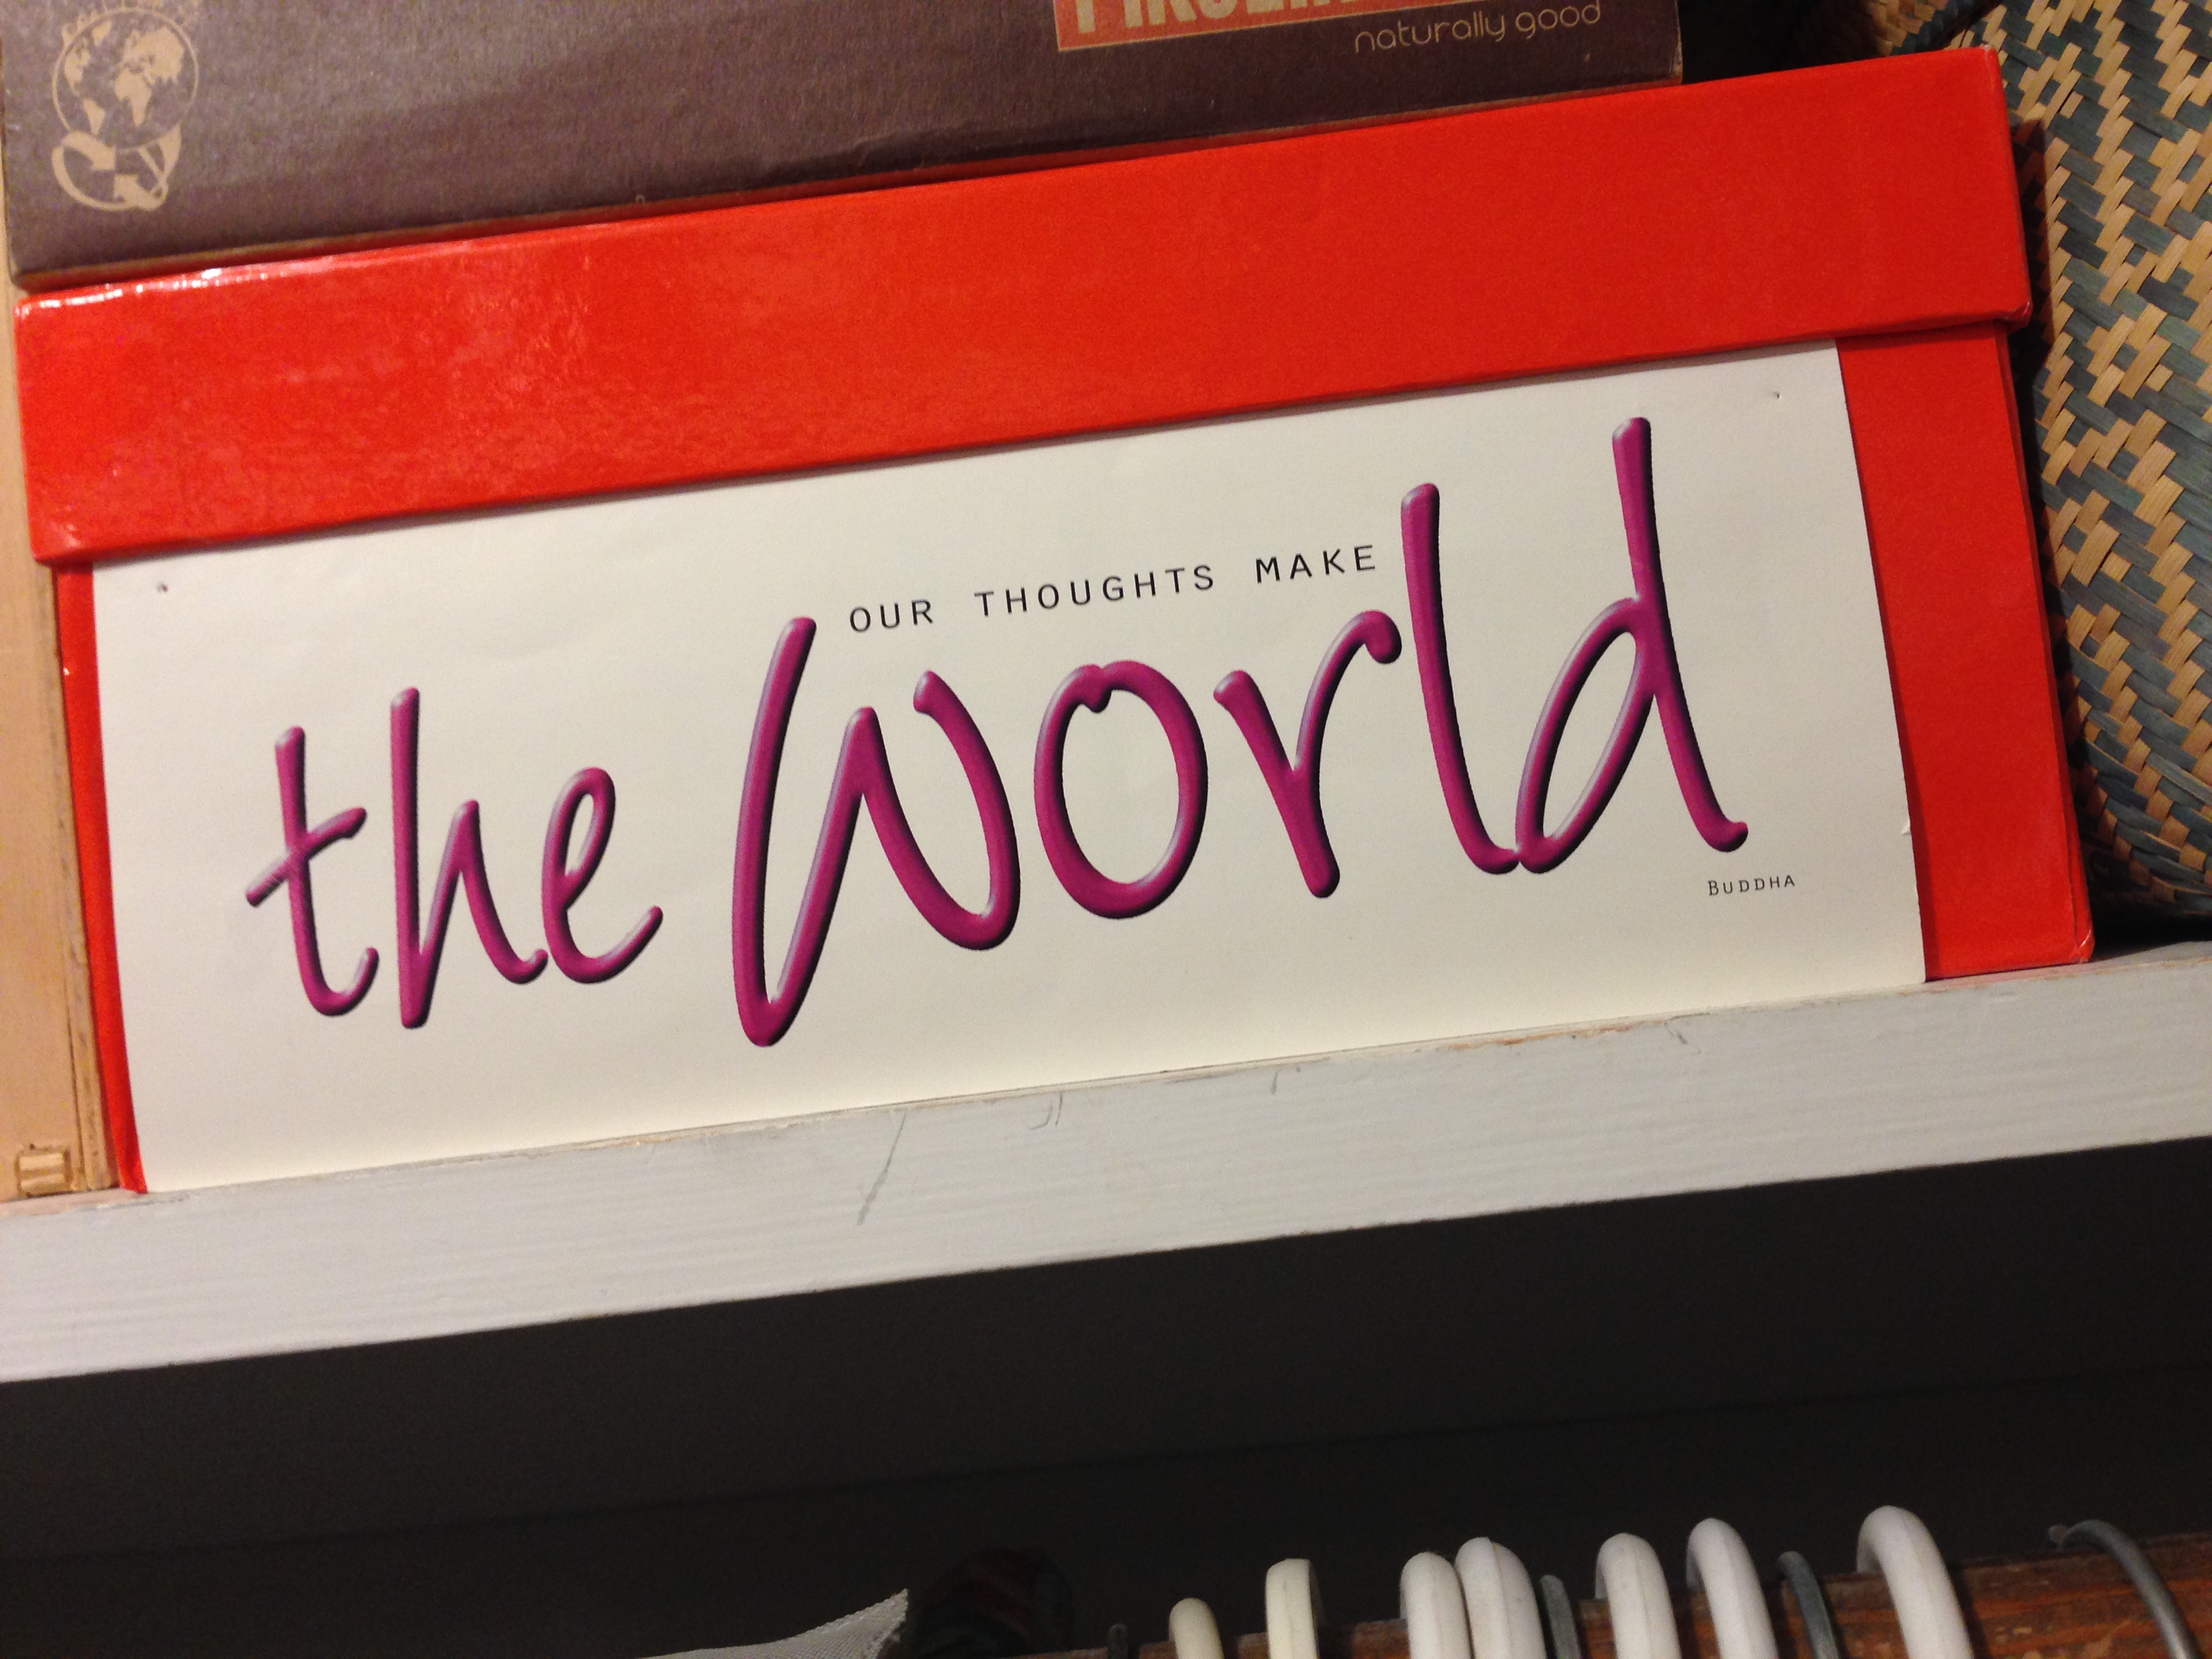 naturally good
OUR THOUGHTS MAKE
the World
BUDDHA